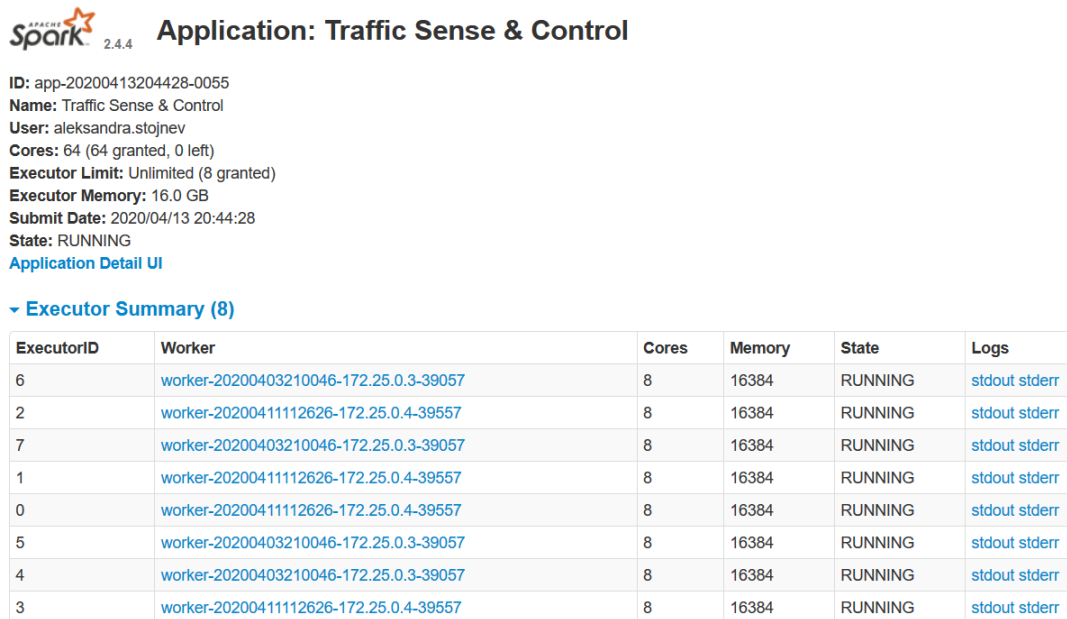 APACHE
Spark 2.4.4 Application: Traffic Sense & Control
ID: app-20200413204428-0055
Name: Traffic Sense & Control
User: aleksandra.stojnev
Cores: 64 (64 granted, 0 left)
Executor Limit: Unlimited (8 granted)
Executor Memory: 16.0 GB
Submit Date: 2020/04/13 20:44:28
State: RUNNING
Application Detail UI
Executor Summary (8)
ExecutorID Worker Cores Memory State Logs
6 worker-20200403210046-172.25.0.3-39057 8 16384 RUNNING stdout stderr
2 worker-20200411112626-172.25.0.4-39557 8 16384 RUNNING stdout stderr
7 worker-20200403210046-172.25.0.3-39057 8 16384 RUNNING stdout stderr
1 worker-20200411112626-172.25.0.4-39557 8 16384 RUNNING stdout stderr
0 worker-20200411112626-172.25.0.4-39557 8 16384 RUNNING stdout stderr
5 worker-20200403210046-172.25.0.3-39057 8 16384 RUNNING stdout stderr
4 worker-20200403210046-172.25.0.3-39057 8 16384 RUNNING stdout stderr
3 worker-20200411112626-172.25.0.4-39557 8 16384 RUNNING stdout stderr